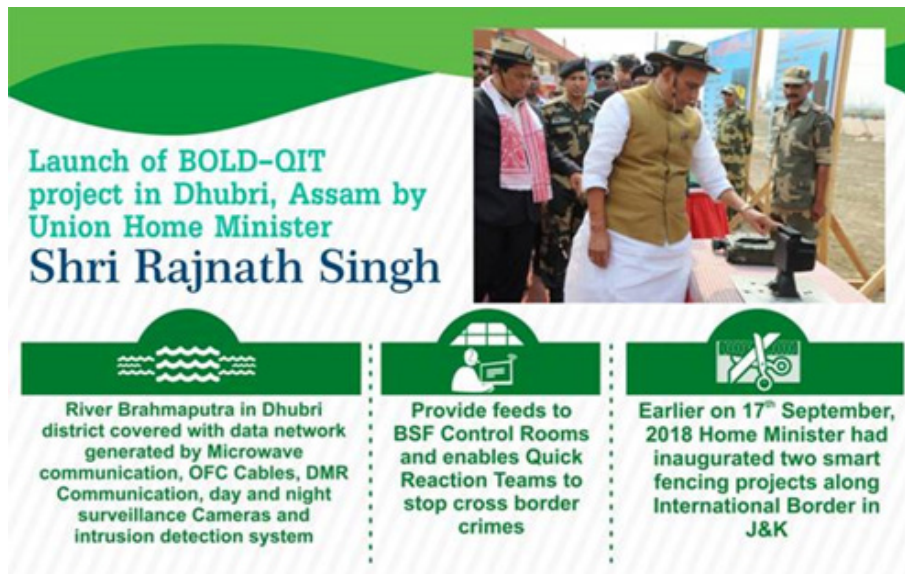 Launch of BOLD-QIT
project in Dhubri, Assam by
Union Home Minister
Shri Rajnath Singh
River Brahmaputra in Dhubri
district covered with data network
generated by Microwave
communication, OFC Cables, DMR
Communication, day and night
surveillance Cameras and
intrusion detection system
Provide feeds to
BSF Control Rooms
and enables Quick
Reaction Teams to
stop cross border
crimes
Earlier on 17th September,
2018 Home Minister had
inaugurated two smart
fencing projects along
International Border in
J&K